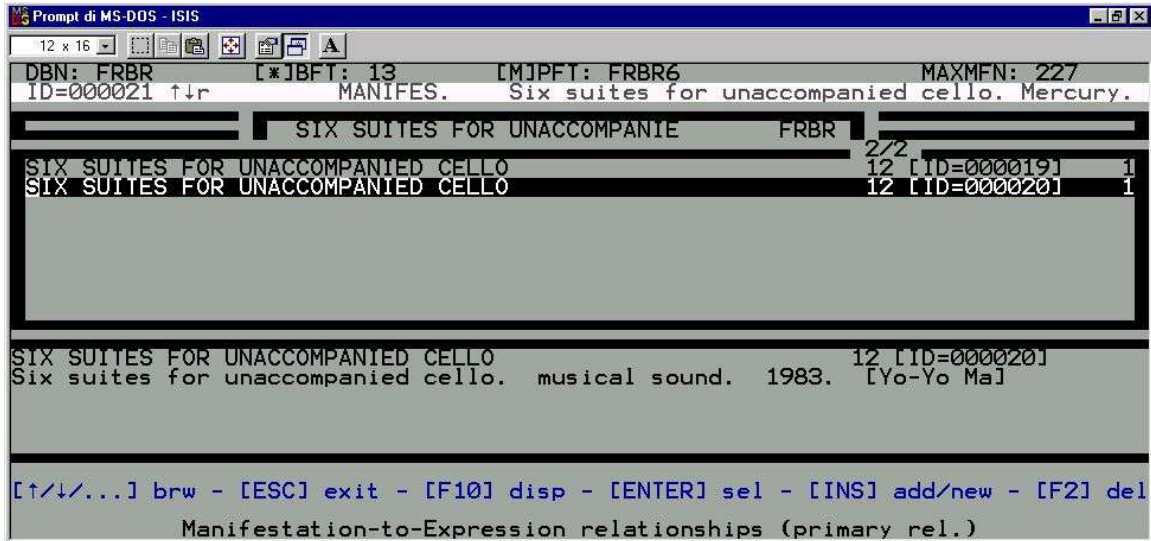 Prompt di MS-DOS - ISIS
12 x 16
A
DBN: FRBR [*]BFT: 13 [M]PFT: FRBR6 MAXMFN: 227
ID=000021 ↑↓r MANIFES. Six suites for unaccompanied cello. Mercury.
SIX SUITES FOR UNACCOMPANIE FRBR
2/2
SIX SUITES FOR UNACCOMPANIED CELLO 12 [ID=000019] 1
SIX SUITES FOR UNACCOMPANIED CELLO 12 [ID=000020] 1
SIX SUITES FOR UNACCOMPANIED CELLO 12 [ID=000020]
Six suites for unaccompanied cello. musical sound. 1983. [Yo-Yo Ma]
[↑/↓/...] brw - [ESC] exit - [F10] disp - [ENTER] sel - [INS] add/new - [F2] del
Manifestation-to-Expression relationships (primary rel.)